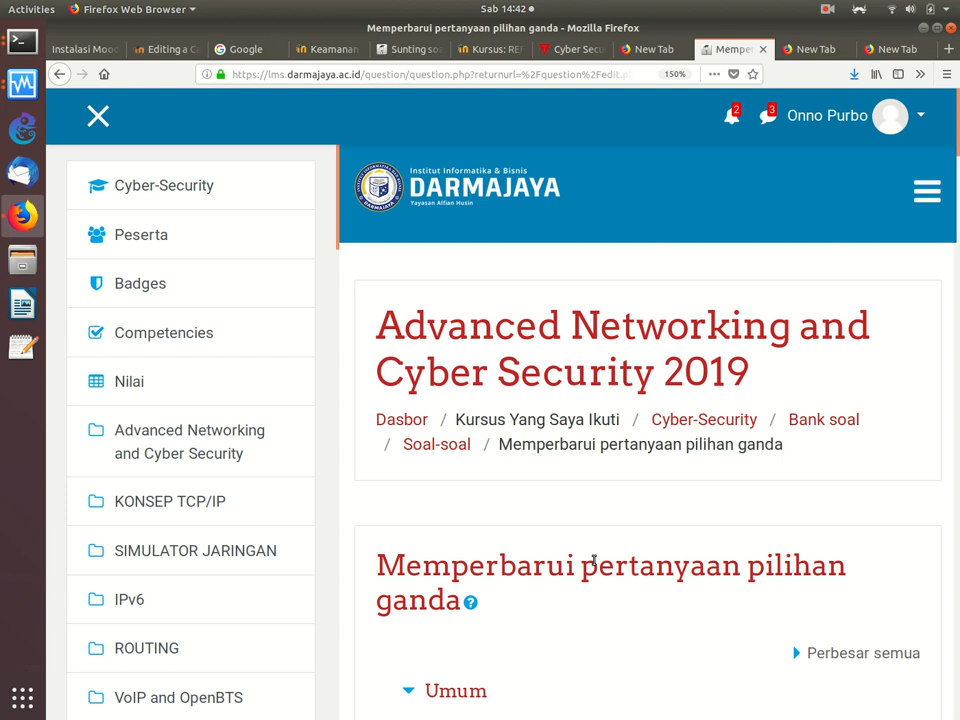 Activities Firefox Web Browser Sab 14:42
Memperbarui pertanyaan pilihan ganda - Mozilla Firefox
Instalasi Moo Editing a C Google Keamanan Sunting so Kursus: RE Cyber Secu New Tab Memper New Tab New Tab
https://lms.darmajaya.ac.id/question/question.php?returnurl=%2Fquestion%2Fedit.p 150%
2 3 Onno Purbo
Institut Informatika & Bisnis
DARMAJAYA
Yayasan Alfian Husin
Cyber-Security
Peserta
Badges
Competencies
Nilai
Advanced Networking
and Cyber Security
KONSEP TCP/IP
SIMULATOR JARINGAN
IPv6
ROUTING
VoIP and OpenBTS
Advanced Networking and
Cyber Security 2019
Dasbor / Kursus Yang Saya Ikuti / Cyber-Security / Bank soal
/ Soal-soal / Memperbarui pertanyaan pilihan ganda
Memperbarui pertanyaan pilihan
ganda
Perbesar semua
Umum